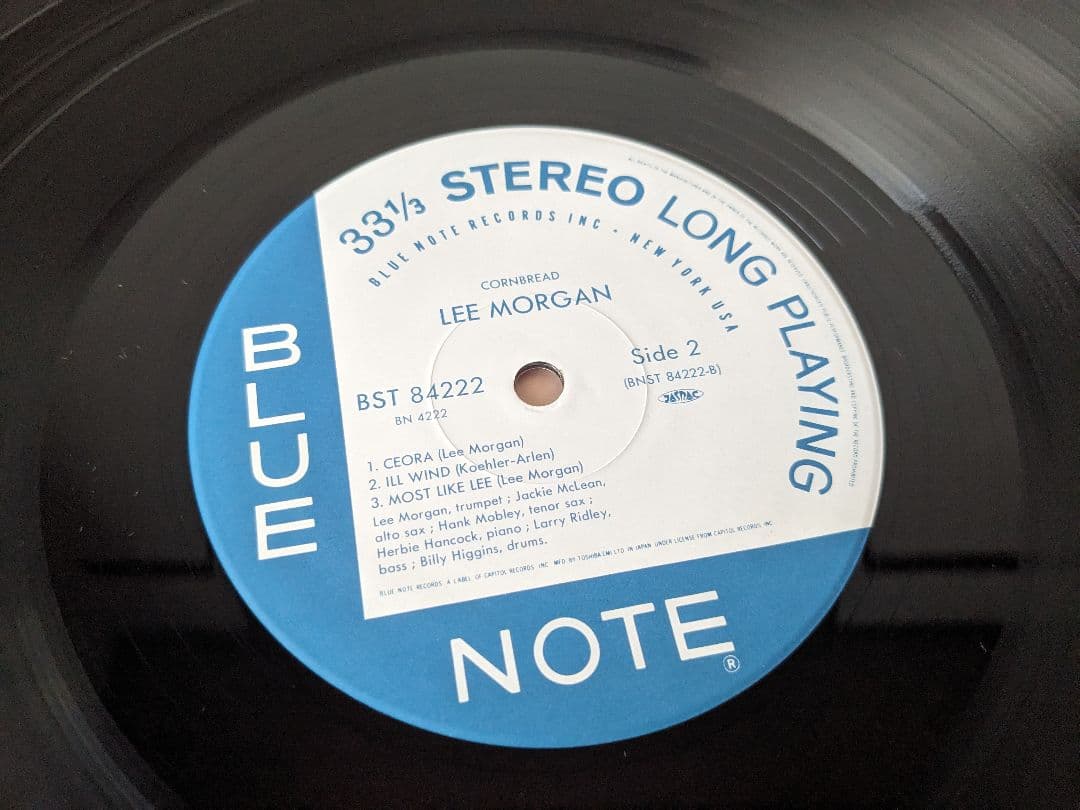 33⅓ STEREO LONG PLAYING
BLUE NOTE RECORDS INC · NEW YORK USA
CORNBREAD
LEE MORGAN
BST 84222
BN 4222
Side 2
(BNST 84222-B)
JASRAC
1. CEORA (Lee Morgan)
2. ILL WIND (Koehler-Arlen)
3. MOST LIKE LEE (Lee Morgan)
Lee Morgan, trumpet ; Jackie McLean,
alto sax ; Hank Mobley, tenor sax ;
Herbie Hancock, piano ; Larry Ridley,
bass ; Billy Higgins, drums.
BLUE NOTE RECORDS A LABEL OF CAPITOL RECORDS INC MFD BY TOSHIBA EMI LTD. IN JAPAN UNDER LICENSE FROM CAPITOL RECORDS INC
BLUE
NOTE ®